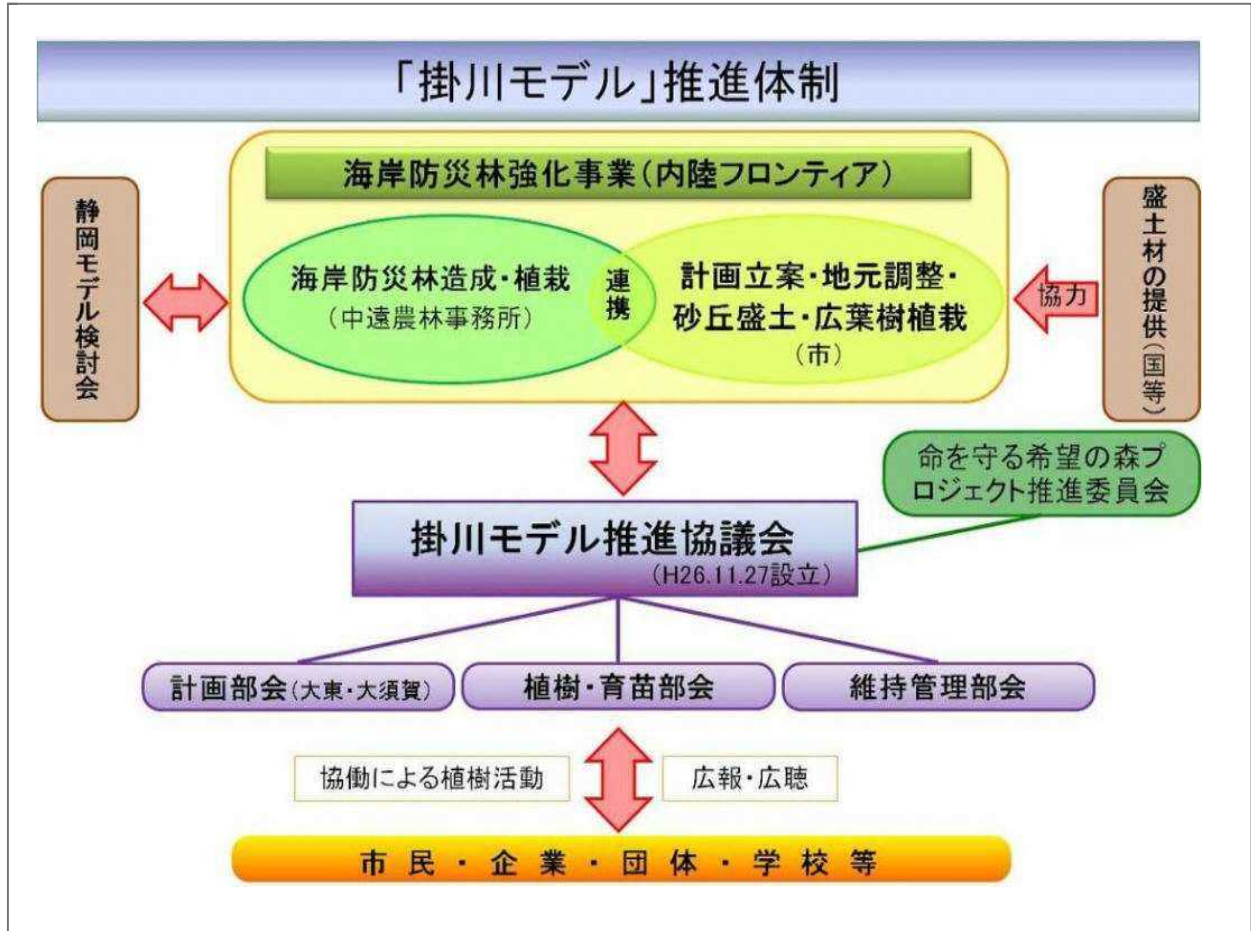 「掛川モデル」推進体制
海岸防災林強化事業（内陸フロンティア）
静岡モデル検討会
海岸防災林造成・植栽
（中遠農林事務所）
連携
計画立案・地元調整・
砂丘盛土・広葉樹植栽
（市）
協力
盛土材の提供（国等）
命を守る希望の森プ
ロジェクト推進委員会
掛川モデル推進協議会
（H26.11.27設立）
計画部会（大東・大須賀）
植樹・育苗部会
維持管理部会
協働による植樹活動
広報・広聴
市民・企業・団体・学校等